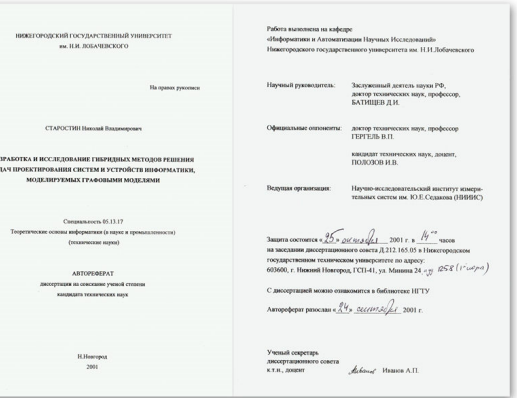 НИЖЕГОРОДСКИЙ ГОСУДАРСТВЕННЫЙ УНИВЕРСИТЕТ
им. Н.И. ЛОБАЧЕВСКОГО
На правах рукописи
СТАРОСТИН Николай Владимирович
ЗРАБОТКА И ИССЛЕДОВАНИЕ ГИБРИДНЫХ МЕТОДОВ РЕШЕНИЯ
ДАЧ ПРОЕКТИРОВАНИЯ СИСТЕМ И УСТРОЙСТВ ИНФОРМАТИКИ,
МОДЕЛИРУЕМЫХ ГРАФОВЫМИ МОДЕЛЯМИ
Специальность 05.13.17
Теоретические основы информатики (в науке и промышленности)
(технические науки)
АВТОРЕФЕРАТ
диссертации на соискание ученой степени
кандидата технических наук
Н.Новгород
2001
Работа выполнена на кафедре
«Информатики и Автоматизации Научных Исследований»
Нижегородского государственного университета им. Н.И.Лобачевского
Научный руководитель: Заслуженный деятель науки РФ,
доктор технических наук, профессор,
БАТИЩЕВ Д.И.
Официальные оппоненты: доктор технических наук, профессор
ГЕРГЕЛЬ В.П.
кандидат технических наук, доцент,
ПОЛОЗОВ И.В.
Ведущая организация: Научно-исследовательский институт измери-
тельных систем им. Ю.Е.Седакова (НИИИС)
Защита состоится «25» октября 2001 г. в 14⁰⁰ часов
на заседании диссертационного совета Д.212.165.05 в Нижегородском
государственном техническом университете по адресу:
603600, г. Нижний Новгород, ГСП-41, ул. Минина 24, 1258
С диссертацией можно ознакомится в библиотеке НГТУ
Автореферат разослан «24» сентября 2001 г.
Ученый секретарь
диссертационного совета
к.т.н., доцент Иванов А.П.